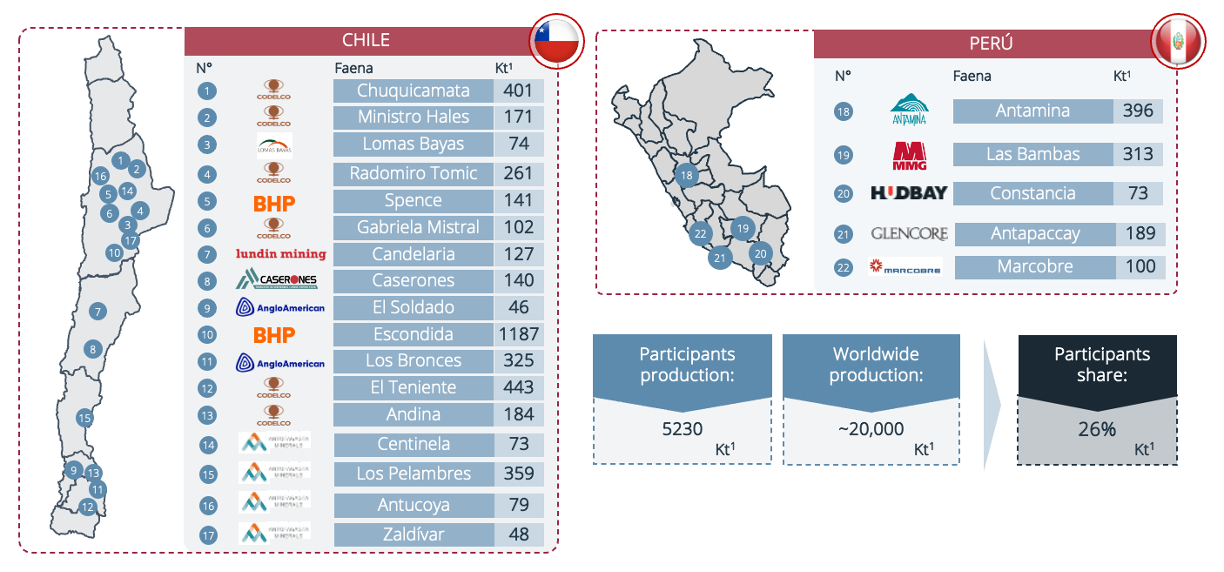 CHILE
N° Faena Kt¹
1 CODELCO Chuquicamata 401
2 CODELCO Ministro Hales 171
3 LOMAS BAYAS Lomas Bayas 74
4 CODELCO Radomiro Tomic 261
5 BHP Spence 141
6 CODELCO Gabriela Mistral 102
7 lundin mining Candelaria 127
8 CASERONES Caserones 140
9 AngloAmerican El Soldado 46
10 BHP Escondida 1187
11 AngloAmerican Los Bronces 325
12 CODELCO El Teniente 443
13 CODELCO Andina 184
14 ANTOFAGASTA MINERALS Centinela 73
15 ANTOFAGASTA MINERALS Los Pelambres 359
16 ANTOFAGASTA MINERALS Antucoya 79
17 ANTOFAGASTA MINERALS Zaldívar 48
1
2
16
14
5
4
6
3
17
10
7
8
15
9
13
11
12
PERÚ
N° Faena Kt¹
18 ANTAMINA Antamina 396
19 MMG Las Bambas 313
20 HUDBAY Constancia 73
21 GLENCORE Antapaccay 189
22 MARCOBRE Marcobre 100
18
22
19
21
20
Participants
production:
5230
Kt¹
Worldwide
production:
~20,000
Kt¹
Participants
share:
26%
Kt¹